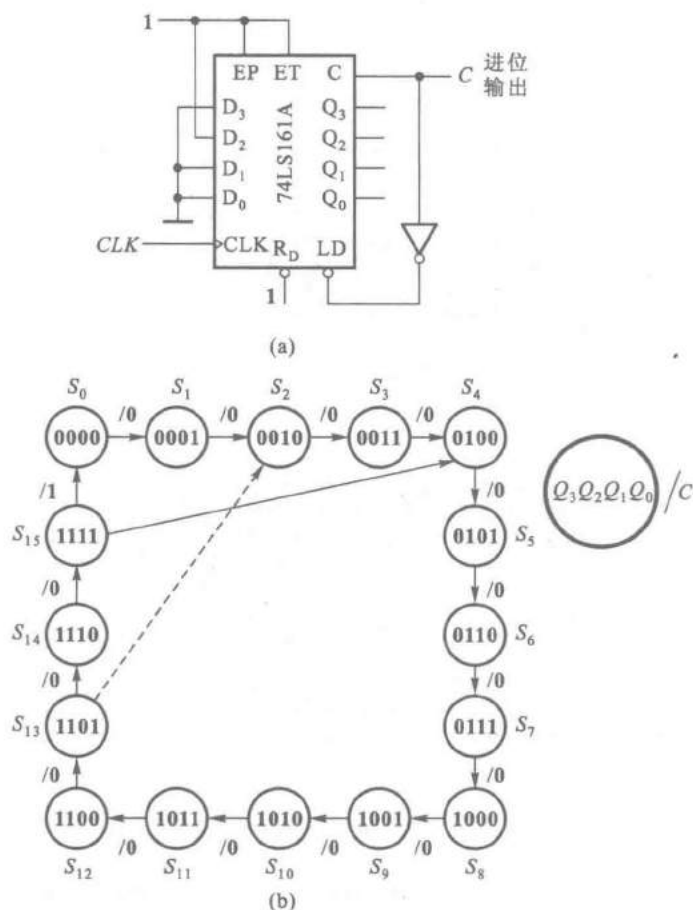 1
EP ET C
C 进位
输出
D₃ Q₃
D₂ Q₂
D₁ Q₁
D₀ Q₀
74LS161A
CLK CLK R_D LD
1
(a)
S₀ S₁ S₂ S₃ S₄
/0 /0 /0 /0
0000 0001 0010 0011 0100
/1 /0
Q₃Q₂Q₁Q₀ /C
S₁₅ 1111 0101 S₅
/0 /0
S₁₄ 1110 0110 S₆
/0 /0
S₁₃ 1101 0111 S₇
/0 /0
1100 1011 1010 1001 1000
/0 /0 /0 /0
S₁₂ S₁₁ S₁₀ S₉ S₈
(b)